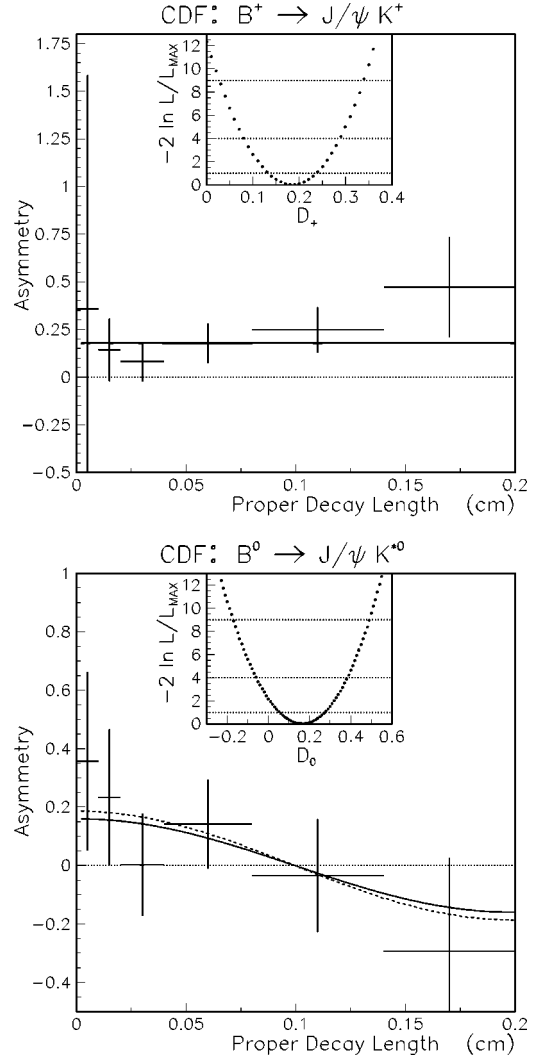 CDF: B⁺ → J/ψ K⁺
Asymmetry
1.75
1.5
1.25
1
0.75
0.5
0.25
0
-0.25
-0.5
-2 ln L/L_MAX
12
10
8
6
4
2
0
0 0.1 0.2 0.3 0.4
D₊
0 0.05 0.1 0.15 0.2
Proper Decay Length (cm)
CDF: B⁰ → J/ψ K*⁰
Asymmetry
1
0.8
0.6
0.4
0.2
0
-0.2
-0.4
-2 ln L/L_MAX
12
10
8
6
4
2
0
-0.2 0 0.2 0.4 0.6
D₀
0 0.05 0.1 0.15 0.2
Proper Decay Length (cm)